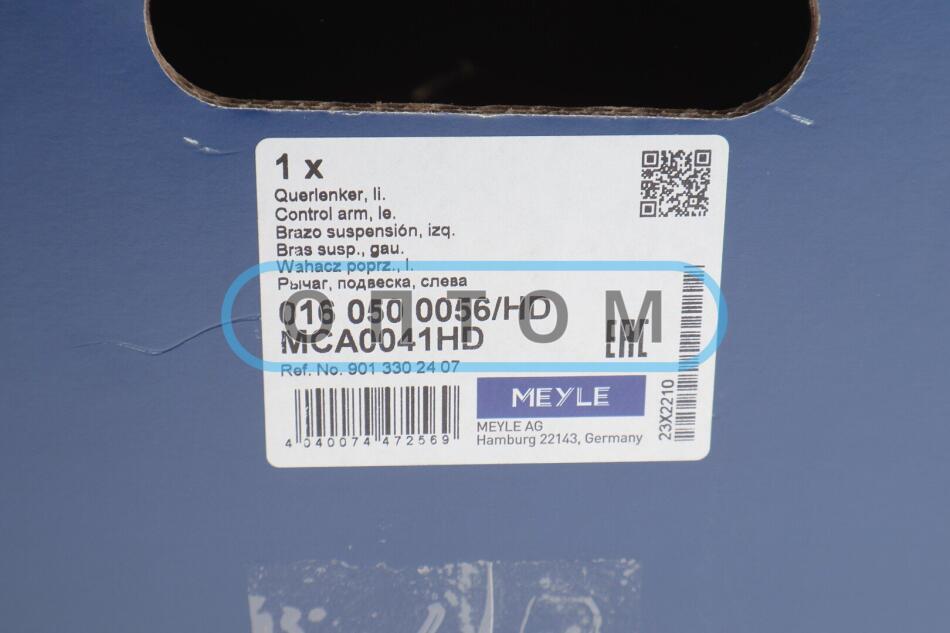 1 x
Querlenker, li.
Control arm, le.
Brazo suspensión, izq.
Bras susp., gau.
Wahacz poprz., l.
Рычаг, подвеска, слева
ОПТОМ
016 050 0056/HD
MCA0041HD
EAC
Ref. No. 901 330 24 07
MEYLE
MEYLE AG
Hamburg 22143, Germany
4 040074 472569
23X2210